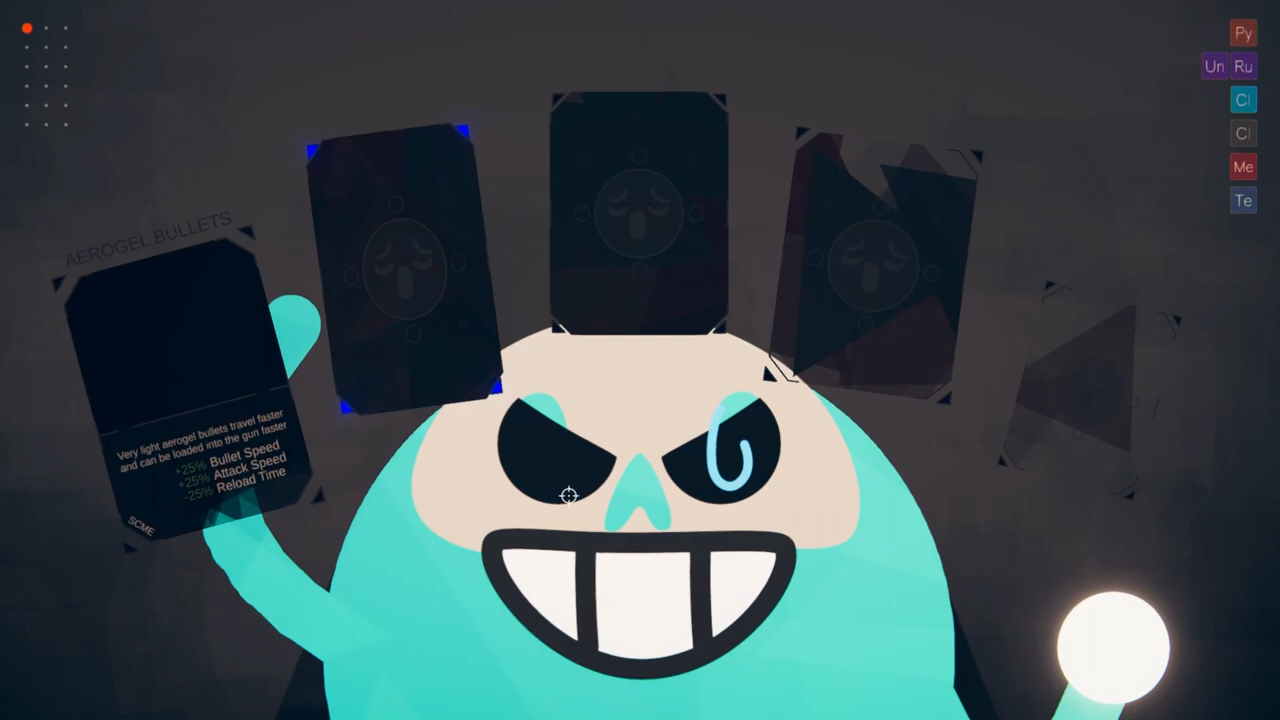 Py
Un Ru
Cl
Cl
Me
Te
AEROGEL BULLETS
Very light aerogel bullets travel faster
and can be loaded into the gun faster
+25% Bullet Speed
+25% Attack Speed
-25% Reload Time
SCME